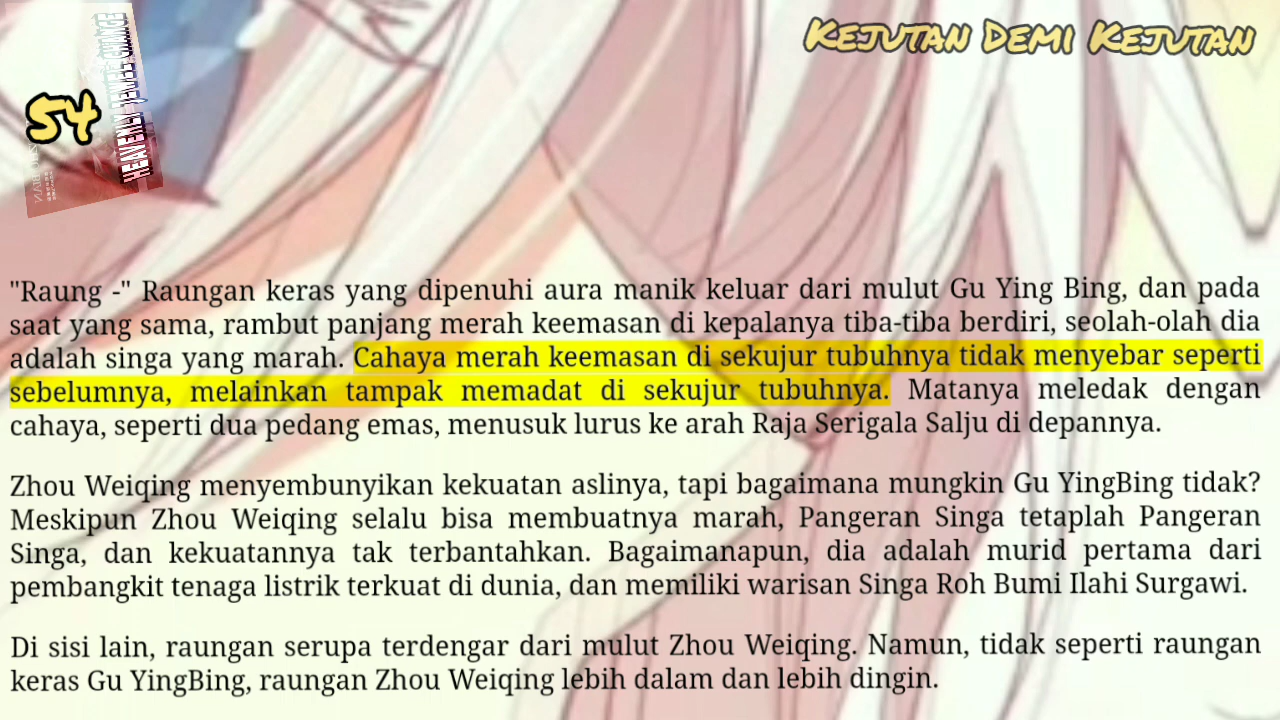 Kejutan Demi Kejutan
54
HEAVENLY JEWEL CHANGE
"Raung -" Raungan keras yang dipenuhi aura manik keluar dari mulut Gu Ying Bing, dan pada
saat yang sama, rambut panjang merah keemasan di kepalanya tiba-tiba berdiri, seolah-olah dia
adalah singa yang marah. Cahaya merah keemasan di sekujur tubuhnya tidak menyebar seperti
sebelumnya, melainkan tampak memadat di sekujur tubuhnya. Matanya meledak dengan
cahaya, seperti dua pedang emas, menusuk lurus ke arah Raja Serigala Salju di depannya.
Zhou Weiqing menyembunyikan kekuatan aslinya, tapi bagaimana mungkin Gu YingBing tidak?
Meskipun Zhou Weiqing selalu bisa membuatnya marah, Pangeran Singa tetaplah Pangeran
Singa, dan kekuatannya tak terbantahkan. Bagaimanapun, dia adalah murid pertama dari
pembangkit tenaga listrik terkuat di dunia, dan memiliki warisan Singa Roh Bumi Ilahi Surgawi.
Di sisi lain, raungan serupa terdengar dari mulut Zhou Weiqing. Namun, tidak seperti raungan
keras Gu YingBing, raungan Zhou Weiqing lebih dalam dan lebih dingin.